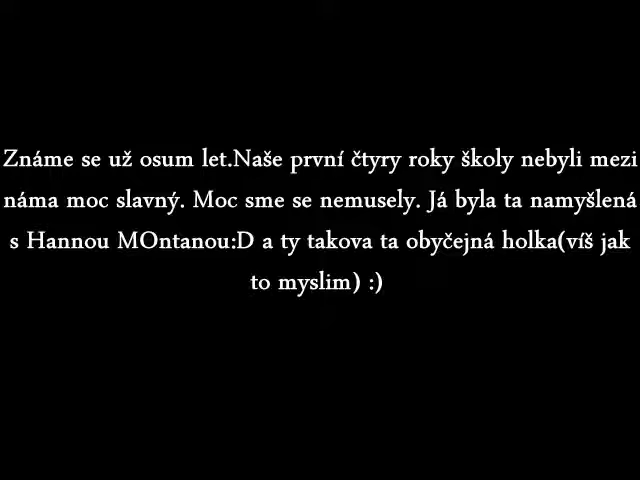 Známe se už osum let.Naše první čtyry roky školy nebyli mezi
náma moc slavný. Moc sme se nemusely. Já byla ta namyšlená
s Hannou MOntanou:D a ty takova ta obyčejná holka(víš jak
to myslim) :)